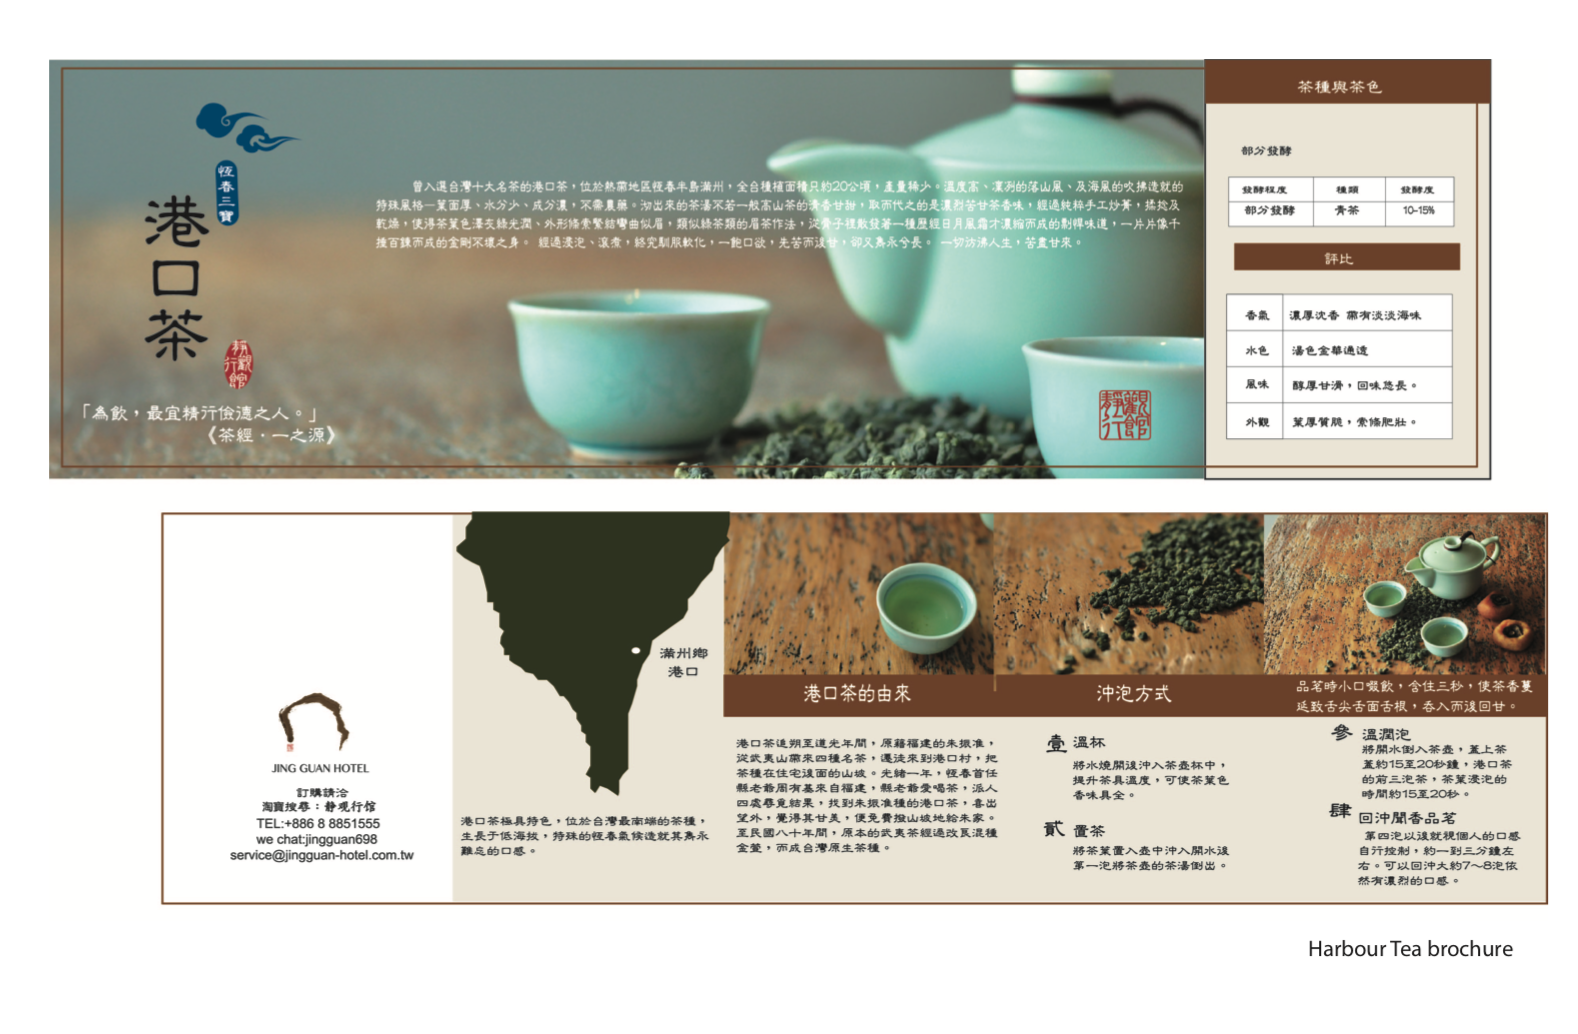 恆春三寶
港口茶
靜觀行館
「為飲，最宜精行儉德之人。」
《茶經．一之源》
曾入選台灣十大名茶的港口茶，位於熱帶地區恆春半島滿州，全台種植面積只約20公頃，產量稀少。溫度高、凜冽的落山風、及海風的吹拂造就的
特殊風格—葉面厚、水分少、成分濃，不需農藥。沏出來的茶湯不若一般高山茶的清香甘甜，取而代之的是濃烈苦甘茶香味，經過純粹手工炒菁，揉捻及
乾燥，使得茶葉色澤灰綠光潤、外形條索緊結彎曲似眉，類似綠茶類的眉茶作法，從骨子裡散發著一種歷經日月風霜才濃縮而成的剽悍味道，一片片像千
捶百鍊而成的金剛不壞之身。 經過浸泡、滾煮，終究馴服軟化，一飽口欲，先苦而後甘，卻又雋永兮長。 一切彷彿人生，苦盡甘來。
靜觀行館
茶種與茶色
部分發酵
發酵程度 種類 發酵度
部分發酵 青茶 10-15%
評比
香氣 濃厚沈香 帶有淡淡海味
水色 湯色金華通透
風味 醇厚甘滑，回味悠長。
外觀 葉厚質脆，索條肥壯。
JING GUAN HOTEL
訂購請洽
淘寶搜尋：静观行馆
TEL:+886 8 8851555
we chat:jingguan698
service@jingguan-hotel.com.tw
滿州鄉
港口
港口茶極具特色，位於台灣最南端的茶種，
生長于低海拔，特殊的恆春氣候造就其雋永
難忘的口感。
港口茶的由來
港口茶追朔至道光年間，原籍福建的朱振淮，
從武夷山帶來四種名茶，遷徙來到港口村，把
茶種在住宅後面的山坡。光緒一年，恆春首任
縣老爺周有基來自福建，縣老爺愛喝茶，派人
四處尋覓結果，找到朱振淮種的港口茶，喜出
望外，覺得其甘美，便免費撥山坡地給朱家。
至民國八十年間，原本的武夷茶經過改良混種
金萱，而成台灣原生茶種。
沖泡方式
壹 溫杯
將水燒開後沖入茶壺杯中，
提升茶具溫度，可使茶葉色
香味具全。
貳 置茶
將茶葉置入壺中沖入開水後
第一泡將茶壺的茶湯倒出。
品茗時小口啜飲，含住三秒，使茶香蔓
延致舌尖舌面舌根，吞入而後回甘。
參 溫潤泡
將開水倒入茶壺，蓋上茶
蓋約15至20秒鐘，港口茶
的前三泡茶，茶葉浸泡的
時間約15至20秒。
肆 回沖聞香品茗
第四泡以後就視個人的口感
自行控制，約一到三分鐘左
右。可以回沖大約7～8泡依
然有濃烈的口感。
Harbour Tea brochure